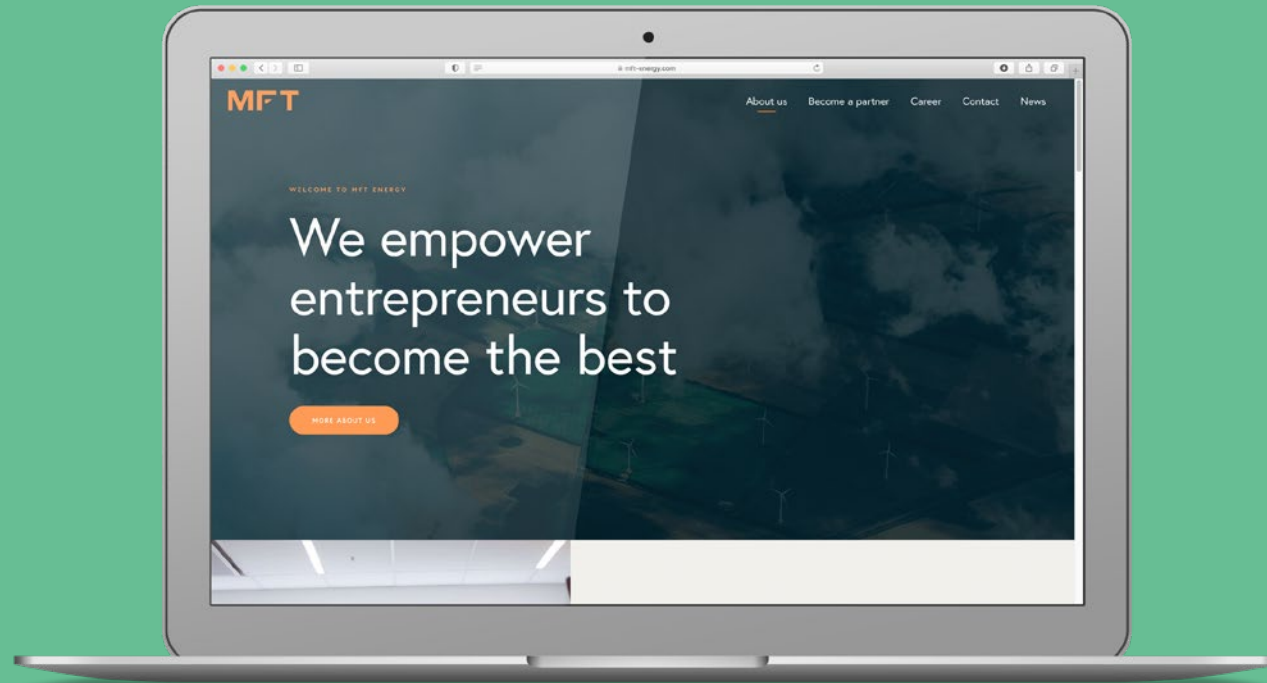 mft-energy.com
MFT
About us Become a partner Career Contact News
WELCOME TO MFT ENERGY
We empower
entrepreneurs to
become the best
MORE ABOUT US